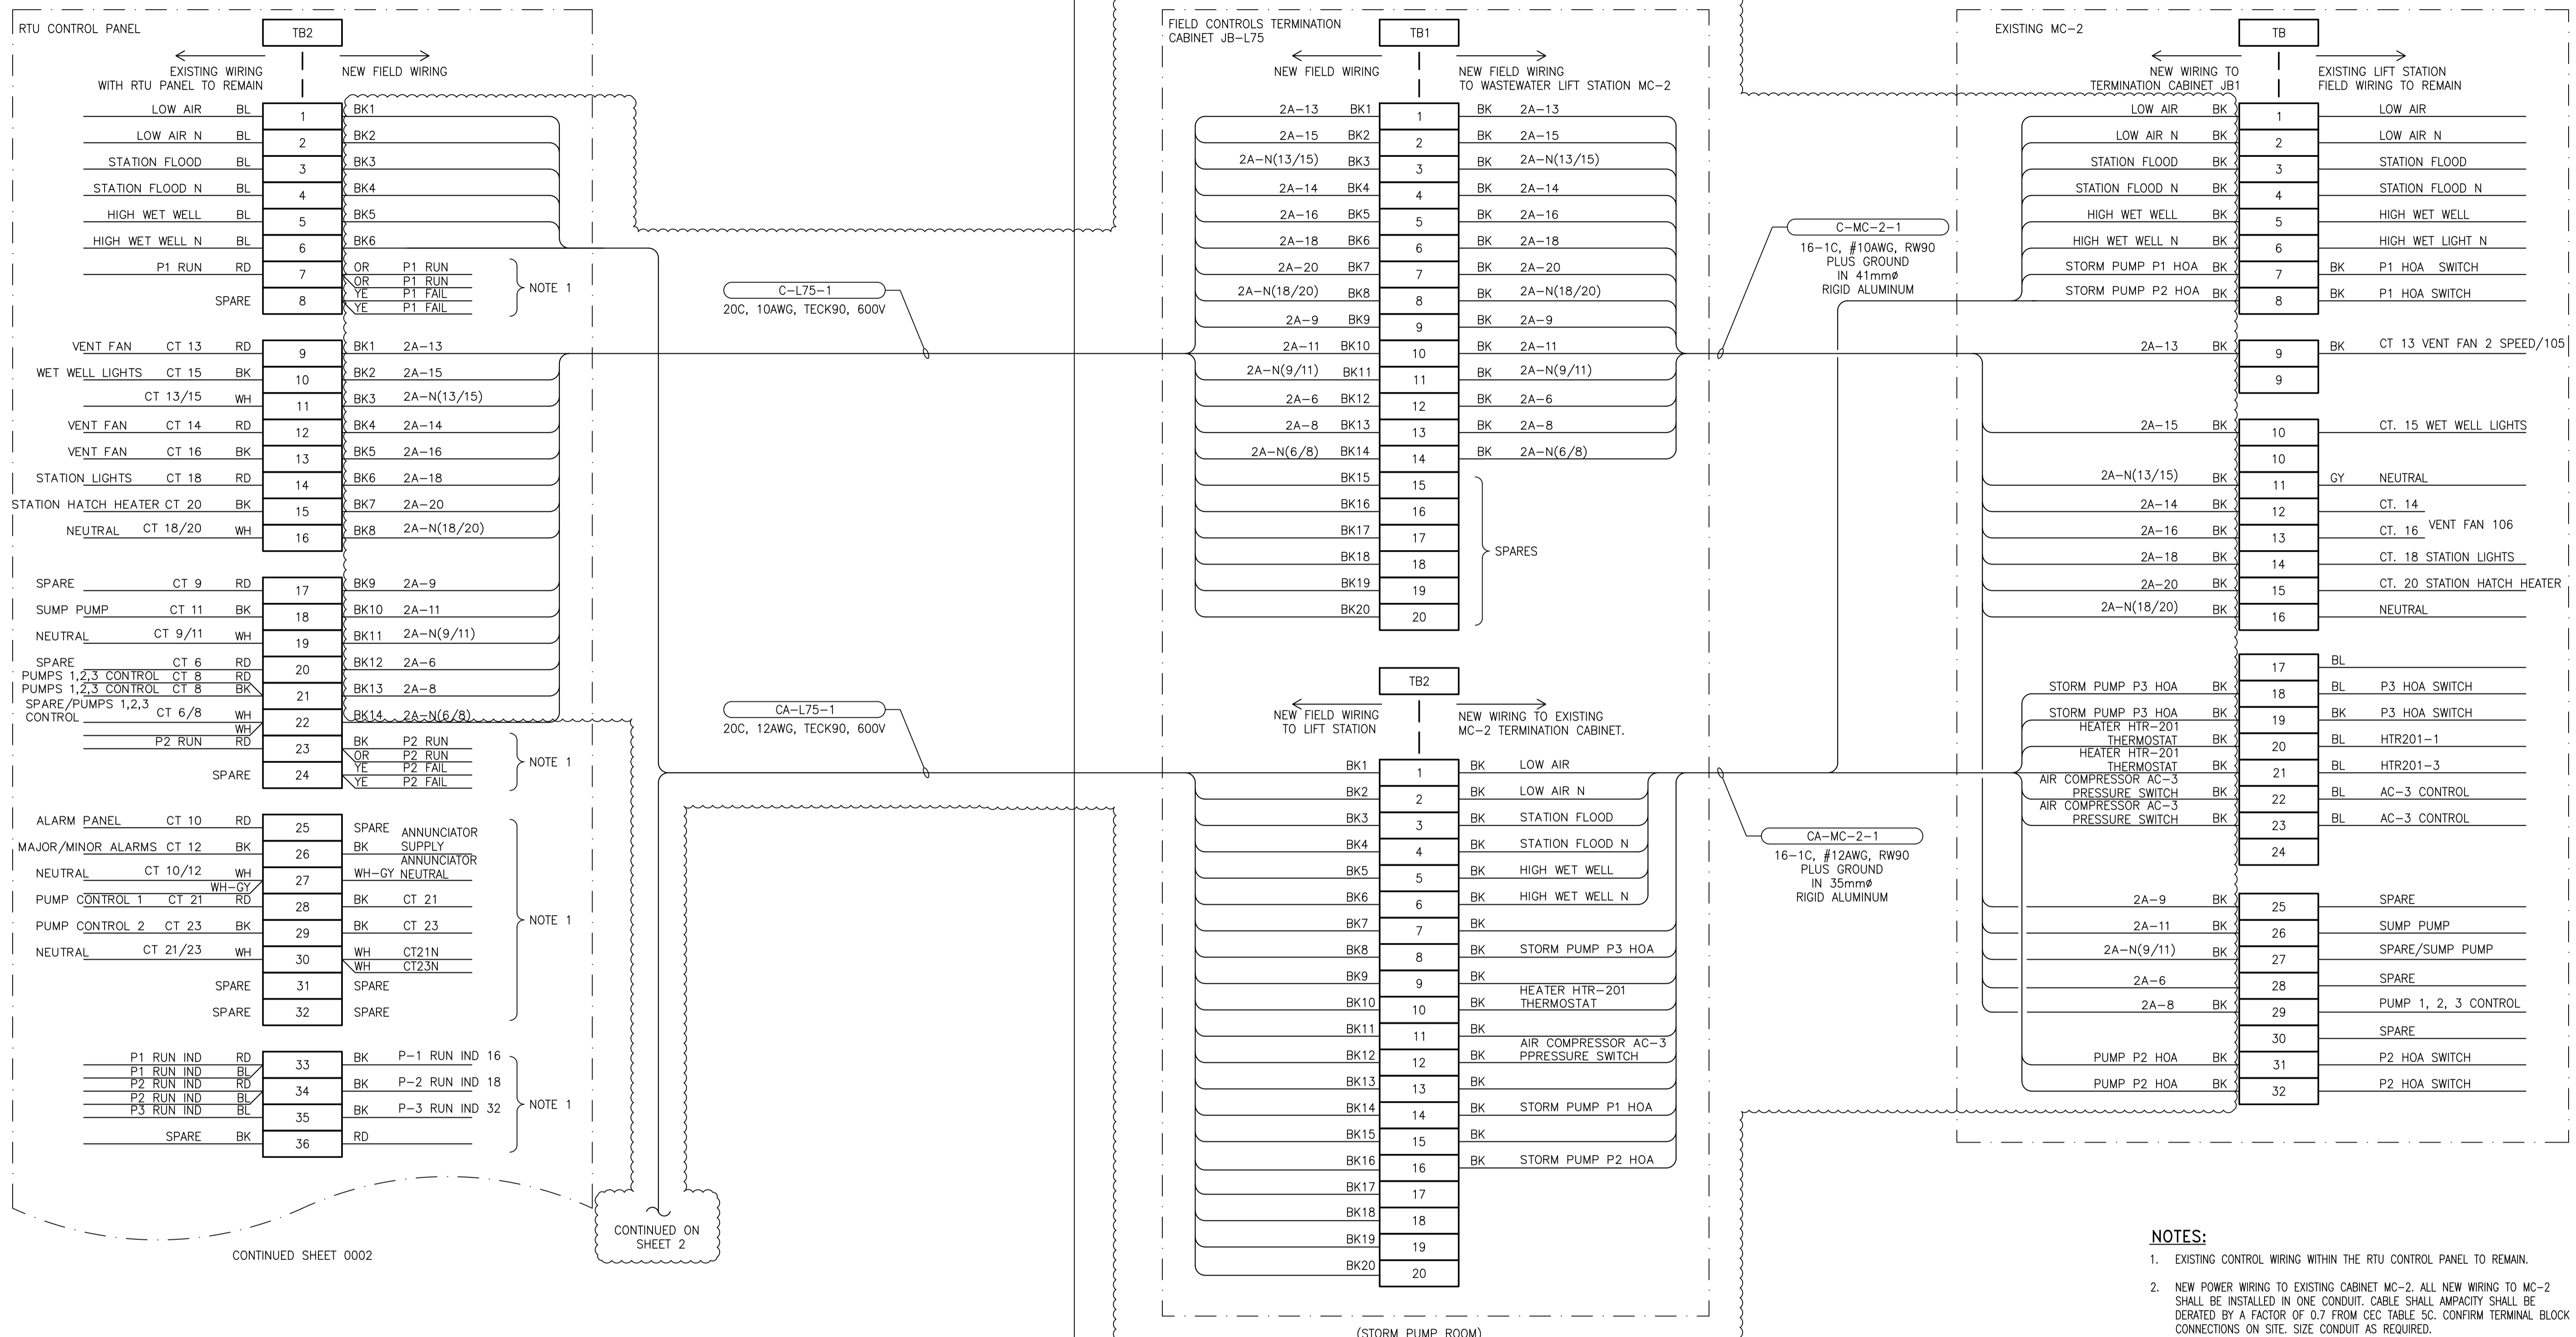 RTU CONTROL PANEL
TB2
EXISTING WIRING
WITH RTU PANEL TO REMAIN
NEW FIELD WIRING
LOW AIR BL 1 BK1
LOW AIR N BL 2 BK2
STATION FLOOD BL 3 BK3
STATION FLOOD N BL 4 BK4
HIGH WET WELL BL 5 BK5
HIGH WET WELL N BL 6 BK6
P1 RUN RD 7 OR P1 RUN
OR P1 RUN
SPARE 8 YE P1 FAIL
YE P1 FAIL
NOTE 1
VENT FAN CT 13 RD 9 BK1 2A-13
WET WELL LIGHTS CT 15 BK 10 BK2 2A-15
CT 13/15 WH 11 BK3 2A-N(13/15)
VENT FAN CT 14 RD 12 BK4 2A-14
VENT FAN CT 16 BK 13 BK5 2A-16
STATION LIGHTS CT 18 RD 14 BK6 2A-18
STATION HATCH HEATER CT 20 BK 15 BK7 2A-20
NEUTRAL CT 18/20 WH 16 BK8 2A-N(18/20)
SPARE CT 9 RD 17 BK9 2A-9
SUMP PUMP CT 11 BK 18 BK10 2A-11
NEUTRAL CT 9/11 WH 19 BK11 2A-N(9/11)
SPARE CT 6 RD 20 BK12 2A-6
PUMPS 1,2,3 CONTROL CT 8 RD
PUMPS 1,2,3 CONTROL CT 8 BK 21 BK13 2A-8
SPARE/PUMPS 1,2,3
CONTROL CT 6/8 WH 22 BK14 2A-N(6/8)
WH
P2 RUN RD 23 BK P2 RUN
OR P2 RUN
SPARE 24 YE P2 FAIL
YE P2 FAIL
NOTE 1
ALARM PANEL CT 10 RD 25 SPARE
MAJOR/MINOR ALARMS CT 12 BK 26 BK ANNUNCIATOR
SUPPLY
NEUTRAL CT 10/12 WH 27 WH-GY ANNUNCIATOR
NEUTRAL
WH-GY
PUMP CONTROL 1 CT 21 RD 28 BK CT 21
PUMP CONTROL 2 CT 23 BK 29 BK CT 23
NEUTRAL CT 21/23 WH 30 WH CT21N
WH CT23N
SPARE 31 SPARE
SPARE 32 SPARE
NOTE 1
P1 RUN IND RD 33 BK P-1 RUN IND 16
P1 RUN IND BL
P2 RUN IND RD 34 BK P-2 RUN IND 18
P2 RUN IND BL
P3 RUN IND BL 35 BK P-3 RUN IND 32
SPARE BK 36 RD
NOTE 1
CONTINUED SHEET 0002
CONTINUED ON
SHEET 2
C-L75-1
20C, 10AWG, TECK90, 600V
CA-L75-1
20C, 12AWG, TECK90, 600V
FIELD CONTROLS TERMINATION
CABINET JB-L75
TB1
NEW FIELD WIRING
NEW FIELD WIRING
TO WASTEWATER LIFT STATION MC-2
2A-13 BK1 1 BK 2A-13
2A-15 BK2 2 BK 2A-15
2A-N(13/15) BK3 3 BK 2A-N(13/15)
2A-14 BK4 4 BK 2A-14
2A-16 BK5 5 BK 2A-16
2A-18 BK6 6 BK 2A-18
2A-20 BK7 7 BK 2A-20
2A-N(18/20) BK8 8 BK 2A-N(18/20)
2A-9 BK9 9 BK 2A-9
2A-11 BK10 10 BK 2A-11
2A-N(9/11) BK11 11 BK 2A-N(9/11)
2A-6 BK12 12 BK 2A-6
2A-8 BK13 13 BK 2A-8
2A-N(6/8) BK14 14 BK 2A-N(6/8)
BK15 15
BK16 16
BK17 17
BK18 18
BK19 19
BK20 20
SPARES
TB2
NEW FIELD WIRING
TO LIFT STATION
NEW WIRING TO EXISTING
MC-2 TERMINATION CABINET.
BK1 1 BK LOW AIR
BK2 2 BK LOW AIR N
BK3 3 BK STATION FLOOD
BK4 4 BK STATION FLOOD N
BK5 5 BK HIGH WET WELL
BK6 6 BK HIGH WET WELL N
BK7 7 BK
BK8 8 BK STORM PUMP P3 HOA
BK9 9 BK
BK10 10 BK HEATER HTR-201
THERMOSTAT
BK11 11 BK
BK12 12 BK AIR COMPRESSOR AC-3
PPRESSURE SWITCH
BK13 13 BK
BK14 14 BK STORM PUMP P1 HOA
BK15 15 BK
BK16 16 BK STORM PUMP P2 HOA
BK17 17
BK18 18
BK19 19
BK20 20
(STORM PUMP ROOM)
C-MC-2-1
16-1C, #10AWG, RW90
PLUS GROUND
IN 41mmø
RIGID ALUMINUM
CA-MC-2-1
16-1C, #12AWG, RW90
PLUS GROUND
IN 35mmø
RIGID ALUMINUM
EXISTING MC-2
TB
NEW WIRING TO
TERMINATION CABINET JB1
EXISTING LIFT STATION
FIELD WIRING TO REMAIN
LOW AIR BK 1 LOW AIR
LOW AIR N BK 2 LOW AIR N
STATION FLOOD BK 3 STATION FLOOD
STATION FLOOD N BK 4 STATION FLOOD N
HIGH WET WELL BK 5 HIGH WET WELL
HIGH WET WELL N BK 6 HIGH WET LIGHT N
STORM PUMP P1 HOA BK 7 BK P1 HOA SWITCH
STORM PUMP P2 HOA BK 8 BK P1 HOA SWITCH
2A-13 BK 9 BK CT 13 VENT FAN 2 SPEED/105
9
2A-15 BK 10 CT. 15 WET WELL LIGHTS
10
2A-N(13/15) BK 11 GY NEUTRAL
2A-14 BK 12 CT. 14
2A-16 BK 13 CT. 16
VENT FAN 106
2A-18 BK 14 CT. 18 STATION LIGHTS
2A-20 BK 15 CT. 20 STATION HATCH HEATER
2A-N(18/20) BK 16 NEUTRAL
17 BL
STORM PUMP P3 HOA BK 18 BL P3 HOA SWITCH
STORM PUMP P3 HOA BK 19 BK P3 HOA SWITCH
HEATER HTR-201
THERMOSTAT BK 20 BL HTR201-1
HEATER HTR-201
THERMOSTAT BK 21 BL HTR201-3
AIR COMPRESSOR AC-3
PRESSURE SWITCH BK 22 BL AC-3 CONTROL
AIR COMPRESSOR AC-3
PRESSURE SWITCH BK 23 BL AC-3 CONTROL
24
2A-9 BK 25 SPARE
2A-11 BK 26 SUMP PUMP
2A-N(9/11) BK 27 SPARE/SUMP PUMP
2A-6 28 SPARE
2A-8 BK 29 PUMP 1, 2, 3 CONTROL
30 SPARE
PUMP P2 HOA BK 31 P2 HOA SWITCH
PUMP P2 HOA BK 32 P2 HOA SWITCH
NOTES:
1. EXISTING CONTROL WIRING WITHIN THE RTU CONTROL PANEL TO REMAIN.
2. NEW POWER WIRING TO EXISTING CABINET MC-2. ALL NEW WIRING TO MC-2
SHALL BE INSTALLED IN ONE CONDUIT. CABLE SHALL AMPACITY SHALL BE
DERATED BY A FACTOR OF 0.7 FROM CEC TABLE 5C. CONFIRM TERMINAL BLOCK
CONNECTIONS ON SITE. SIZE CONDUIT AS REQUIRED.